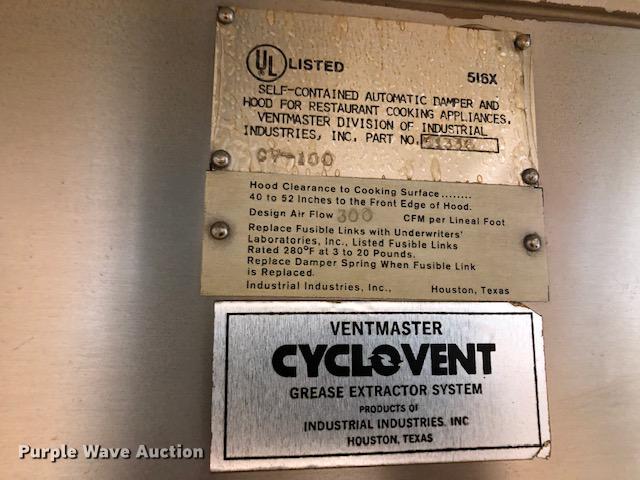 UL LISTED 516X
SELF-CONTAINED AUTOMATIC DAMPER AND
HOOD FOR RESTAURANT COOKING APPLIANCES.
VENTMASTER DIVISION OF INDUSTRIAL
INDUSTRIES, INC. PART NO.
CV-100
Hood Clearance to Cooking Surface........
40 to 52 Inches to the Front Edge of Hood.
Design Air Flow 300 CFM per Lineal Foot
Replace Fusible Links with Underwriters'
Laboratories, Inc., Listed Fusible Links
Rated 280°F at 3 to 20 Pounds.
Replace Damper Spring When Fusible Link
is Replaced.
Industrial Industries, Inc., Houston, Texas
VENTMASTER
CYCLOVENT
GREASE EXTRACTOR SYSTEM
PRODUCTS OF
INDUSTRIAL INDUSTRIES, INC
HOUSTON, TEXAS
Purple Wave Auction